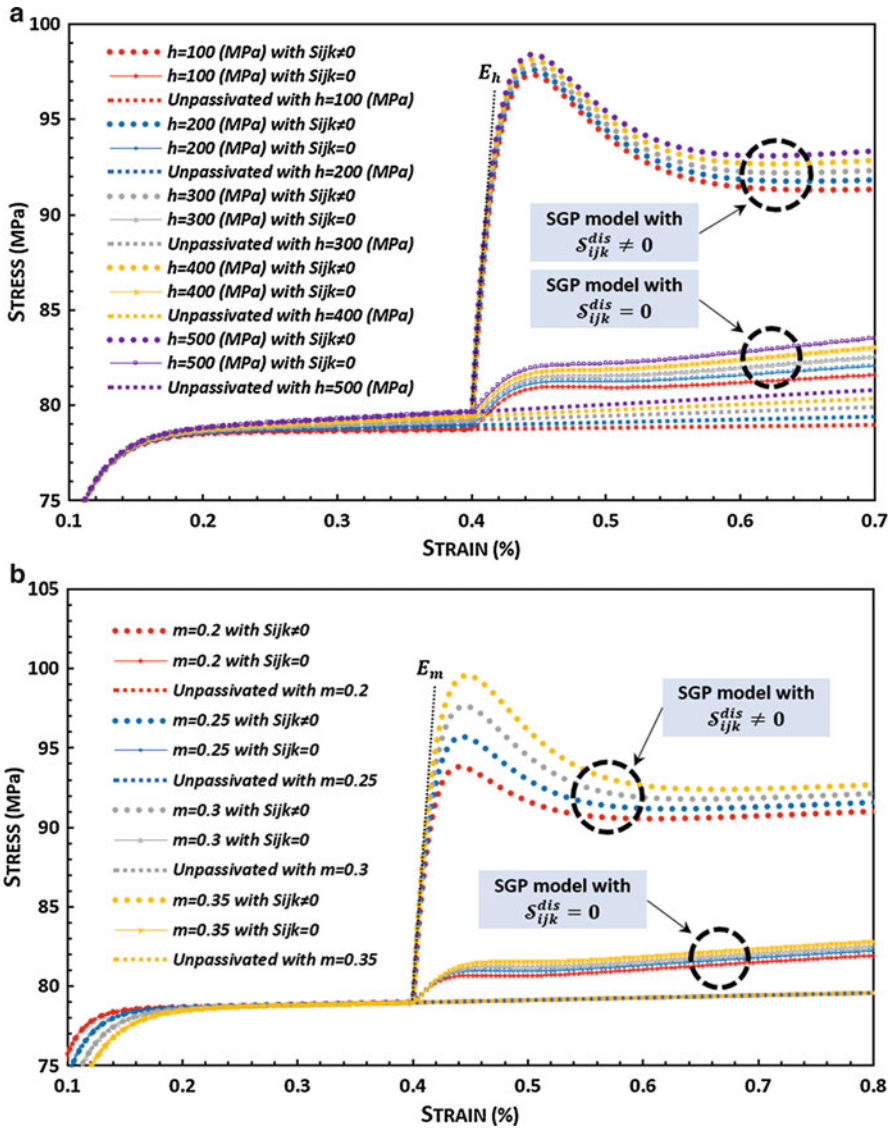 a
100
95
90
85
80
75
STRESS (MPa)
h=100 (MPa) with Sijk≠0
h=100 (MPa) with Sijk=0
Unpassivated with h=100 (MPa)
h=200 (MPa) with Sijk≠0
h=200 (MPa) with Sijk=0
Unpassivated with h=200 (MPa)
h=300 (MPa) with Sijk≠0
h=300 (MPa) with Sijk=0
Unpassivated with h=300 (MPa)
h=400 (MPa) with Sijk≠0
h=400 (MPa) with Sijk=0
Unpassivated with h=400 (MPa)
h=500 (MPa) with Sijk≠0
h=500 (MPa) with Sijk=0
Unpassivated with h=500 (MPa)
E_h
SGP model with
𝒮_{ijk}^{dis} ≠ 0
SGP model with
𝒮_{ijk}^{dis} = 0
0.1 0.2 0.3 0.4 0.5 0.6 0.7
STRAIN (%)
b
105
100
95
90
85
80
75
STRESS (MPa)
m=0.2 with Sijk≠0
m=0.2 with Sijk=0
Unpassivated with m=0.2
m=0.25 with Sijk≠0
m=0.25 with Sijk=0
Unpassivated with m=0.25
m=0.3 with Sijk≠0
m=0.3 with Sijk=0
Unpassivated with m=0.3
m=0.35 with Sijk≠0
m=0.35 with Sijk=0
Unpassivated with m=0.35
E_m
SGP model with
𝒮_{ijk}^{dis} ≠ 0
SGP model with
𝒮_{ijk}^{dis} = 0
0.1 0.2 0.3 0.4 0.5 0.6 0.7 0.8
STRAIN (%)